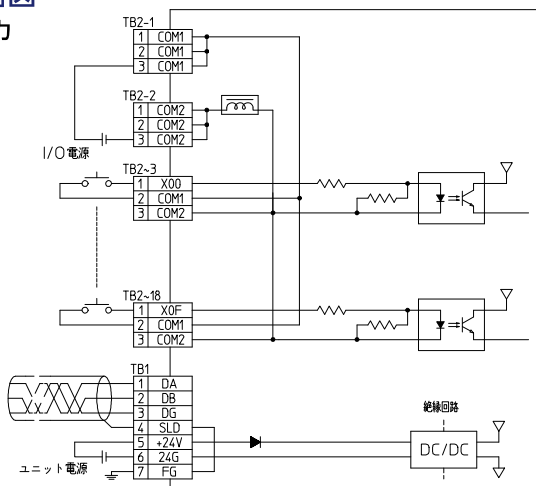 図
力
TB2-1
1 COM1
2 COM1
3 COM1
TB2-2
1 COM2
2 COM2
3 COM2
I/O電源
TB2~3
1 X00
2 COM1
3 COM2
TB2~18
1 X0F
2 COM1
3 COM2
TB1
1 DA
2 DB
3 DG
4 SLD
5 +24V
6 24G
7 FG
ユニット電源
絶縁回路
DC/DC